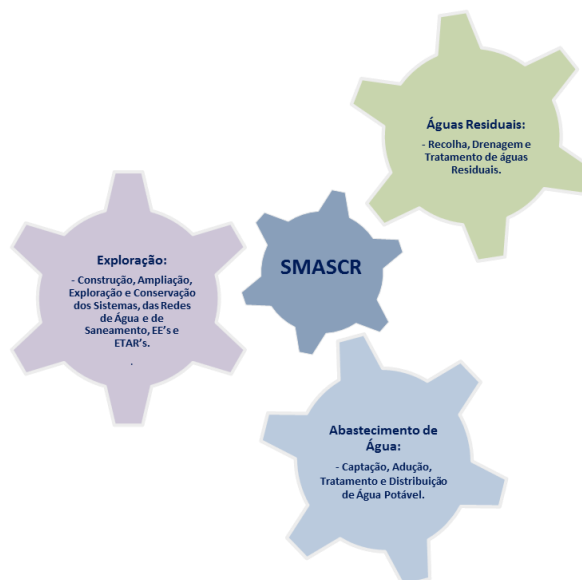 Águas Residuais:
- Recolha, Drenagem e
Tratamento de águas
Residuais.
SMASCR
Exploração:
- Construção, Ampliação,
Exploração e Conservação
dos Sistemas, das Redes
de Água e de
Saneamento, EE's e
ETAR's.
.
Abastecimento de
Água:
- Captação, Adução,
Tratamento e Distribuição
de Água Potável.